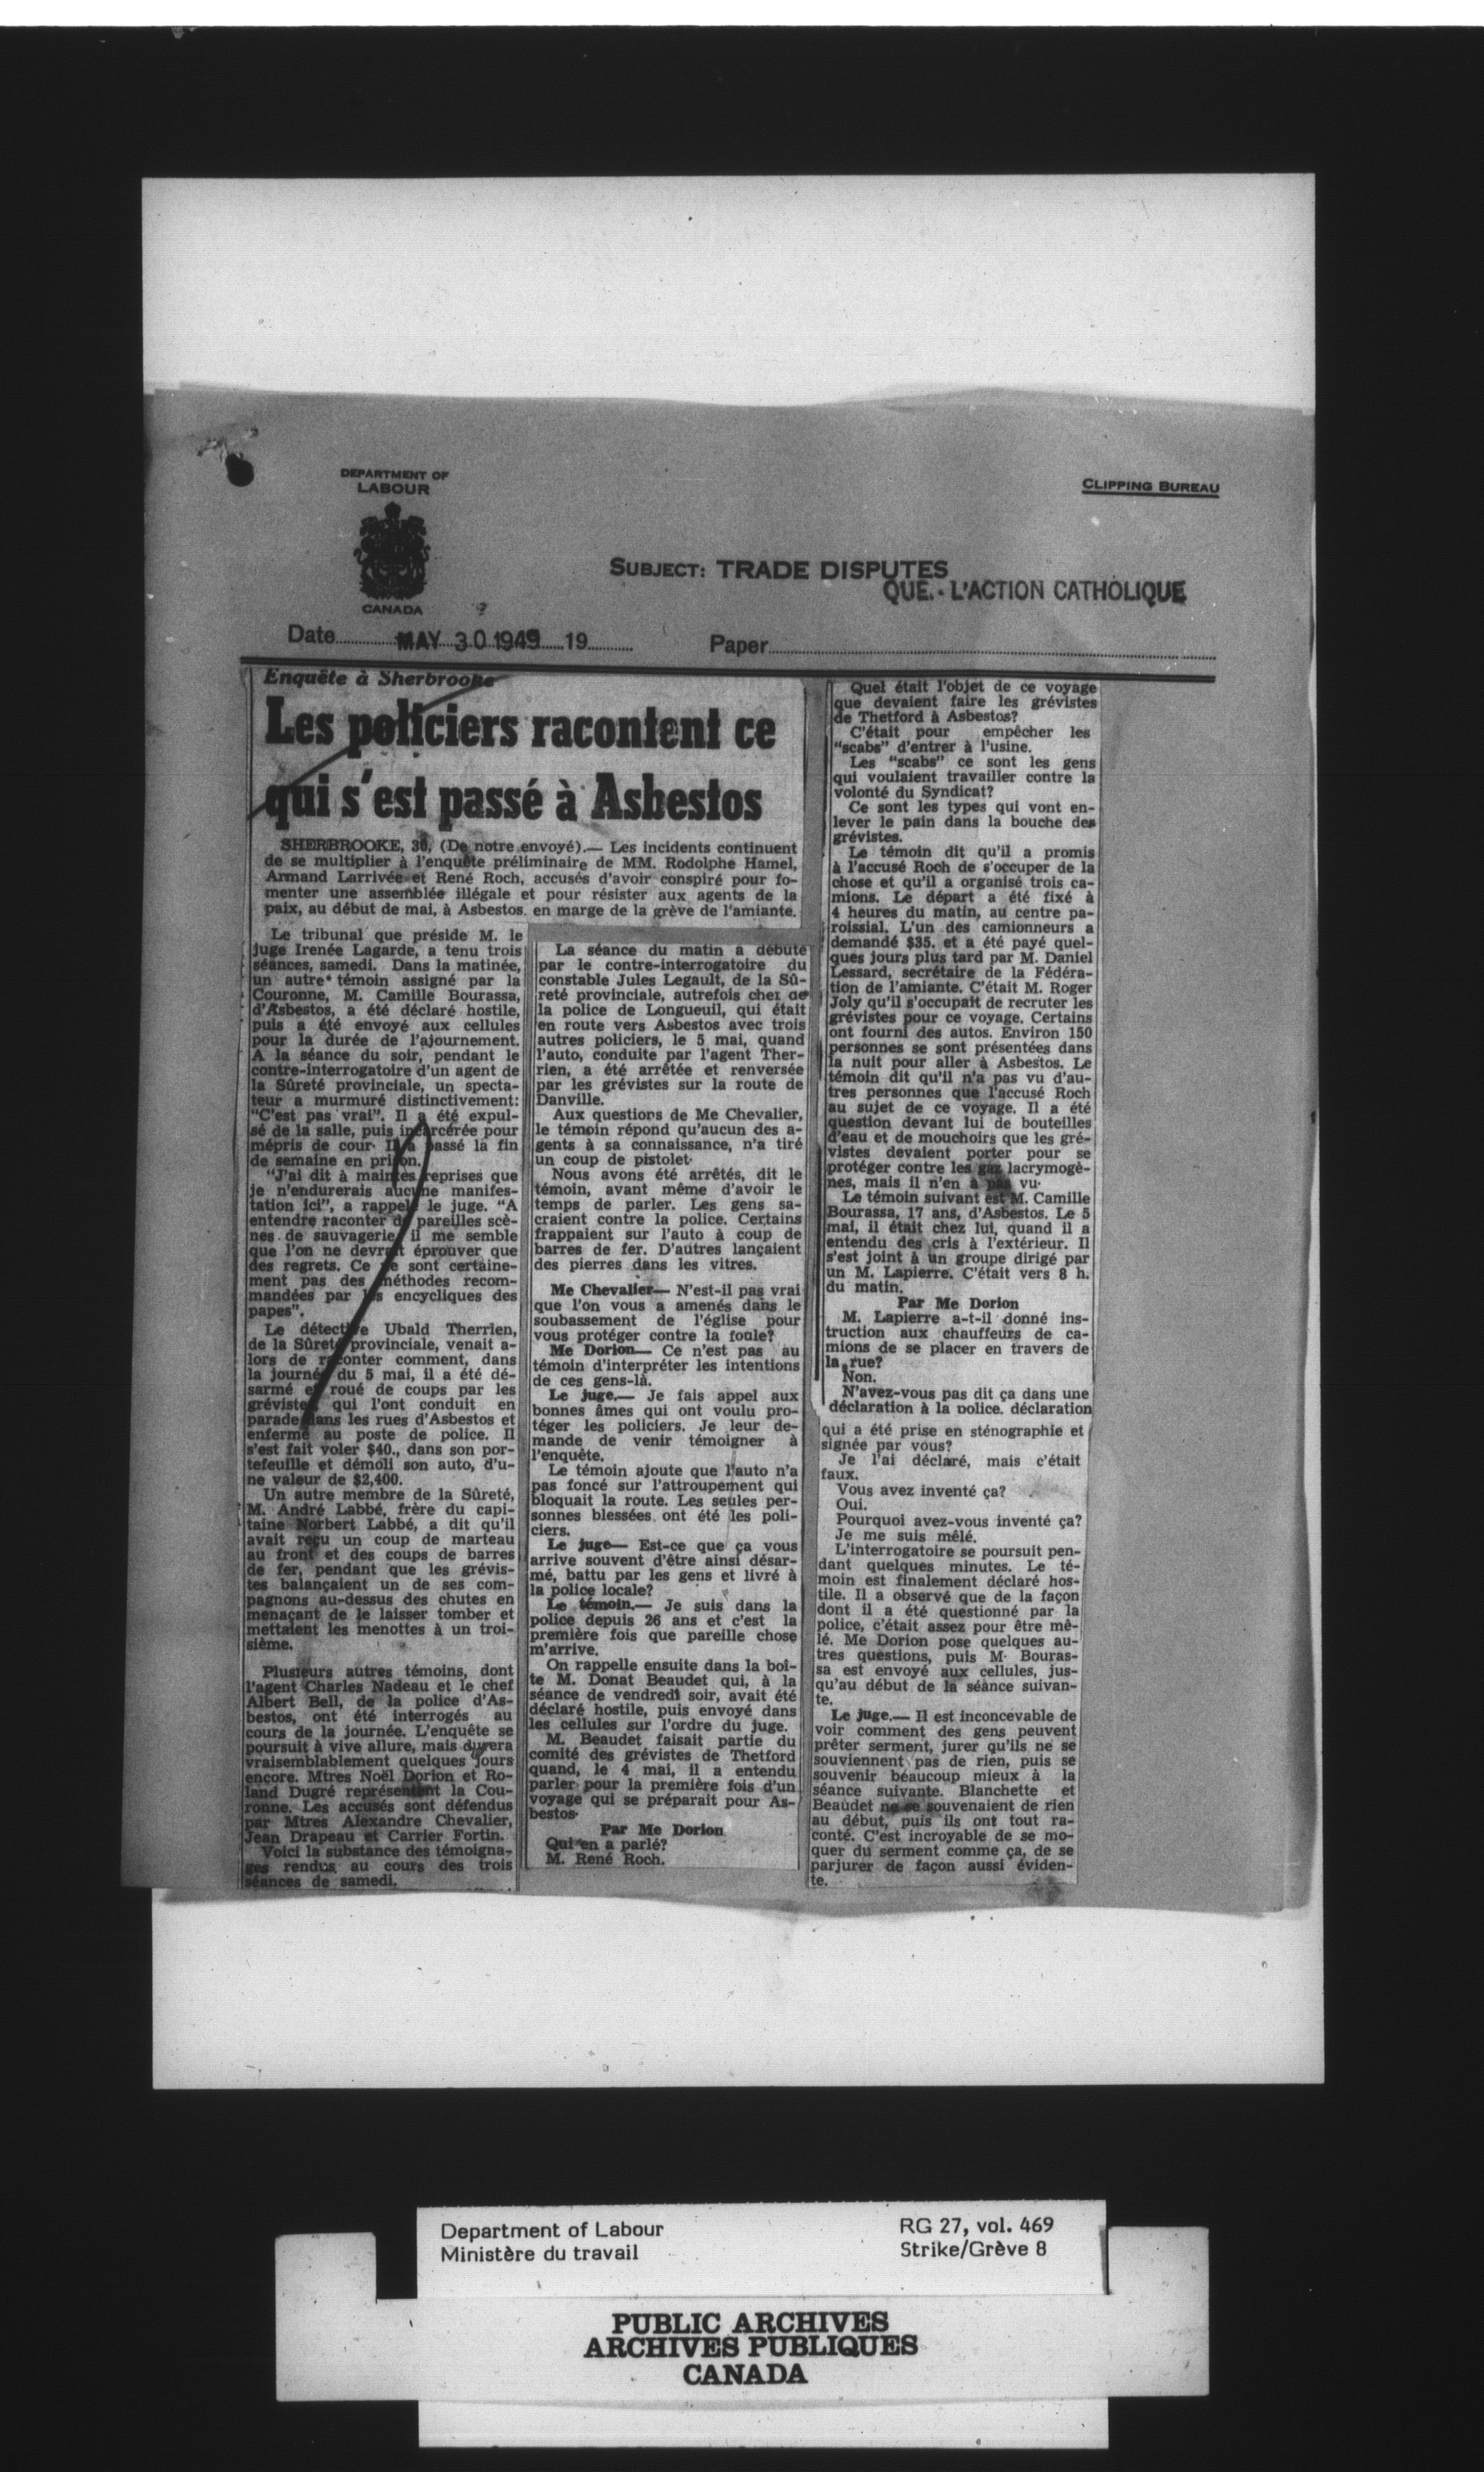 DEPARTMENT OF
LABOUR
CANADA
CLIPPING BUREAU
SUBJECT: TRADE DISPUTES
QUE. - L'ACTION CATHOLIQUE
Date MAY 30 1949 19
Paper
Enquête à Sherbrooke
Les policiers racontent ce
qui s'est passé à Asbestos
SHERBROOKE, 30, (De notre envoyé).— Les incidents continuent
de se multiplier à l'enquête préliminaire de MM. Rodolphe Hamel,
Armand Larrivée et René Roch, accusés d'avoir conspiré pour fo-
menter une assemblée illégale et pour résister aux agents de la
paix, au début de mai, à Asbestos, en marge de la grève de l'amiante.
Le tribunal que préside M. le
juge Irenée Lagarde, a tenu trois
séances, samedi. Dans la matinée,
un autre témoin assigné par la
Couronne, M. Camille Bourassa,
d'Asbestos, a été déclaré hostile,
puis a été envoyé aux cellules
pour la durée de l'ajournement.
A la séance du soir, pendant le
contre-interrogatoire d'un agent de
la Sûreté provinciale, un specta-
teur a murmuré distinctivement:
"C'est pas vrai". Il a été expul-
sé de la salle, puis incarcérée pour
mépris de cour. Il a passé la fin
de semaine en prison.
"J'ai dit à maintes reprises que
je n'endurerais aucune manifes-
tation ici", a rappelé le juge. "A
entendre raconter de pareilles scè-
nes de sauvagerie, il me semble
que l'on ne devrait éprouver que
des regrets. Ce ne sont certaine-
ment pas des méthodes recom-
mandées par les encycliques des
papes".
Le détective Ubald Therrien,
de la Sûreté provinciale, venait a-
lors de raconter comment, dans
la journée du 5 mai, il a été dé-
sarmé et roué de coups par les
grévistes qui l'ont conduit en
parade dans les rues d'Asbestos et
enfermé au poste de police. Il
s'est fait voler $40., dans son por-
tefeuille et démoli son auto, d'u-
ne valeur de $2,400.
Un autre membre de la Sûreté,
M. André Labbé, frère du capi-
taine Norbert Labbé, a dit qu'il
avait reçu un coup de marteau
au front et des coups de barres
de fer, pendant que les grévis-
tes balançaient un de ses com-
pagnons au-dessus des chutes en
menaçant de le laisser tomber et
mettaient les menottes à un troi-
sième.
Plusieurs autres témoins, dont
l'agent Charles Nadeau et le chef
Albert Bell, de la police d'As-
bestos, ont été interrogés au
cours de la journée. L'enquête se
poursuit à vive allure, mais durera
vraisemblablement quelques jours
encore. Mtres Noël Dorion et Ro-
land Dugré représentent la Cou-
ronne. Les accusés sont défendus
par Mtres Alexandre Chevalier,
Jean Drapeau et Carrier Fortin.
Voici la substance des témoigna-
ges rendus au cours des trois
séances de samedi.
La séance du matin a débuté
par le contre-interrogatoire du
constable Jules Legault, de la Sû-
reté provinciale, autrefois chez de
la police de Longueuil, qui était
en route vers Asbestos avec trois
autres policiers, le 5 mai, quand
l'auto, conduite par l'agent Ther-
rien, a été arrêtée et renversée
par les grévistes sur la route de
Danville.
Aux questions de Me Chevalier,
le témoin répond qu'aucun des a-
gents à sa connaissance, n'a tiré
un coup de pistolet.
Nous avons été arrêtés, dit le
témoin, avant même d'avoir le
temps de parler. Les gens sa-
craient contre la police. Certains
frappaient sur l'auto à coup de
barres de fer. D'autres lançaient
des pierres dans les vitres.
Me Chevalier— N'est-il pas vrai
que l'on vous a amenés dans le
soubassement de l'église pour
vous protéger contre la foule?
Me Dorion— Ce n'est pas au
témoin d'interpréter les intentions
de ces gens-là.
Le juge.— Je fais appel aux
bonnes âmes qui ont voulu pro-
téger les policiers. Je leur de-
mande de venir témoigner à
l'enquête.
Le témoin ajoute que l'auto n'a
pas foncé sur l'attroupement qui
bloquait la route. Les seules per-
sonnes blessées ont été les poli-
ciers.
Le juge— Est-ce que ça vous
arrive souvent d'être ainsi désar-
mé, battu par les gens et livré à
la police locale?
Le témoin.— Je suis dans la
police depuis 26 ans et c'est la
première fois que pareille chose
m'arrive.
On rappelle ensuite dans la boî-
te M. Donat Beaudet qui, à la
séance de vendredi soir, avait été
déclaré hostile, puis envoyé dans
les cellules sur l'ordre du juge.
M. Beaudet faisait partie du
comité des grévistes de Thetford
quand, le 4 mai, il a entendu
parler pour la première fois d'un
voyage qui se préparait pour As-
bestos.
Par Me Dorion
Qui en a parlé?
M. René Roch.
Quel était l'objet de ce voyage
que devaient faire les grévistes
de Thetford à Asbestos?
C'était pour empêcher les
"scabs" d'entrer à l'usine.
Les "scabs" ce sont les gens
qui voulaient travailler contre la
volonté du Syndicat?
Ce sont les types qui vont en-
lever le pain dans la bouche des
grévistes.
Le témoin dit qu'il a promis
à l'accusé Roch de s'occuper de la
chose et qu'il a organisé trois ca-
mions. Le départ a été fixé à
4 heures du matin, au centre pa-
roissial. L'un des camionneurs a
demandé $35. et a été payé quel-
ques jours plus tard par M. Daniel
Lessard, secrétaire de la Fédéra-
tion de l'amiante. C'était M. Roger
Joly qu'il s'occupait de recruter les
grévistes pour ce voyage. Certains
ont fourni des autos. Environ 150
personnes se sont présentées dans
la nuit pour aller à Asbestos. Le
témoin dit qu'il n'a pas vu d'au-
tres personnes que l'accusé Roch
au sujet de ce voyage. Il a été
question devant lui de bouteilles
d'eau et de mouchoirs que les gré-
vistes devaient porter pour se
protéger contre les gaz lacrymogè-
nes, mais il n'en a pas vu.
Le témoin suivant est M. Camille
Bourassa, 17 ans, d'Asbestos. Le 5
mai, il était chez lui, quand il a
entendu des cris à l'extérieur. Il
s'est joint à un groupe dirigé par
un M. Lapierre. C'était vers 8 h.
du matin.
Par Me Dorion
M. Lapierre a-t-il donné ins-
truction aux chauffeurs de ca-
mions de se placer en travers de
la rue?
Non.
N'avez-vous pas dit ça dans une
déclaration à la police, déclaration
qui a été prise en sténographie et
signée par vous?
Je l'ai déclaré, mais c'était
faux.
Vous avez inventé ça?
Oui.
Pourquoi avez-vous inventé ça?
Je me suis mêlé.
L'interrogatoire se poursuit pen-
dant quelques minutes. Le té-
moin est finalement déclaré hos-
tile. Il a observé que de la façon
dont il a été questionné par la
police, c'était assez pour être mê-
lé. Me Dorion pose quelques au-
tres questions, puis M. Bouras-
sa est envoyé aux cellules, jus-
qu'au début de la séance suivan-
te.
Le juge.— Il est inconcevable de
voir comment des gens peuvent
prêter serment, jurer qu'ils ne se
souviennent pas de rien, puis se
souvenir beaucoup mieux à la
séance suivante. Blanchette et
Beaudet ne se souvenaient de rien
au début, puis ils ont tout ra-
conté. C'est incroyable de se mo-
quer du serment comme ça, de se
parjurer de façon aussi éviden-
te.
Department of Labour
Ministère du travail
RG 27, vol. 469
Strike/Grève 8
PUBLIC ARCHIVES
ARCHIVES PUBLIQUES
CANADA